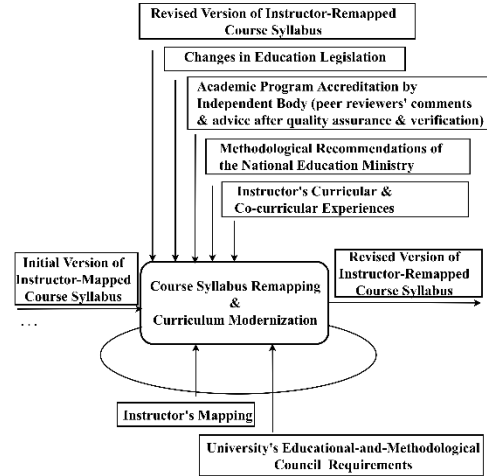 Revised Version of Instructor-Remapped
Course Syllabus
Changes in Education Legislation
Academic Program Accreditation by
Independent Body (peer reviewers' comments
& advice after quality assurance & verification)
Methodological Recommendations of
the National Education Ministry
Instructor's Curricular &
Co-curricular Experiences
Initial Version of
Instructor-Mapped
Course Syllabus
...
Course Syllabus Remapping
&
Curriculum Modernization
Revised Version of
Instructor-Remapped
Course Syllabus
Instructor's Mapping
University's Educational-and-Methodological
Council Requirements